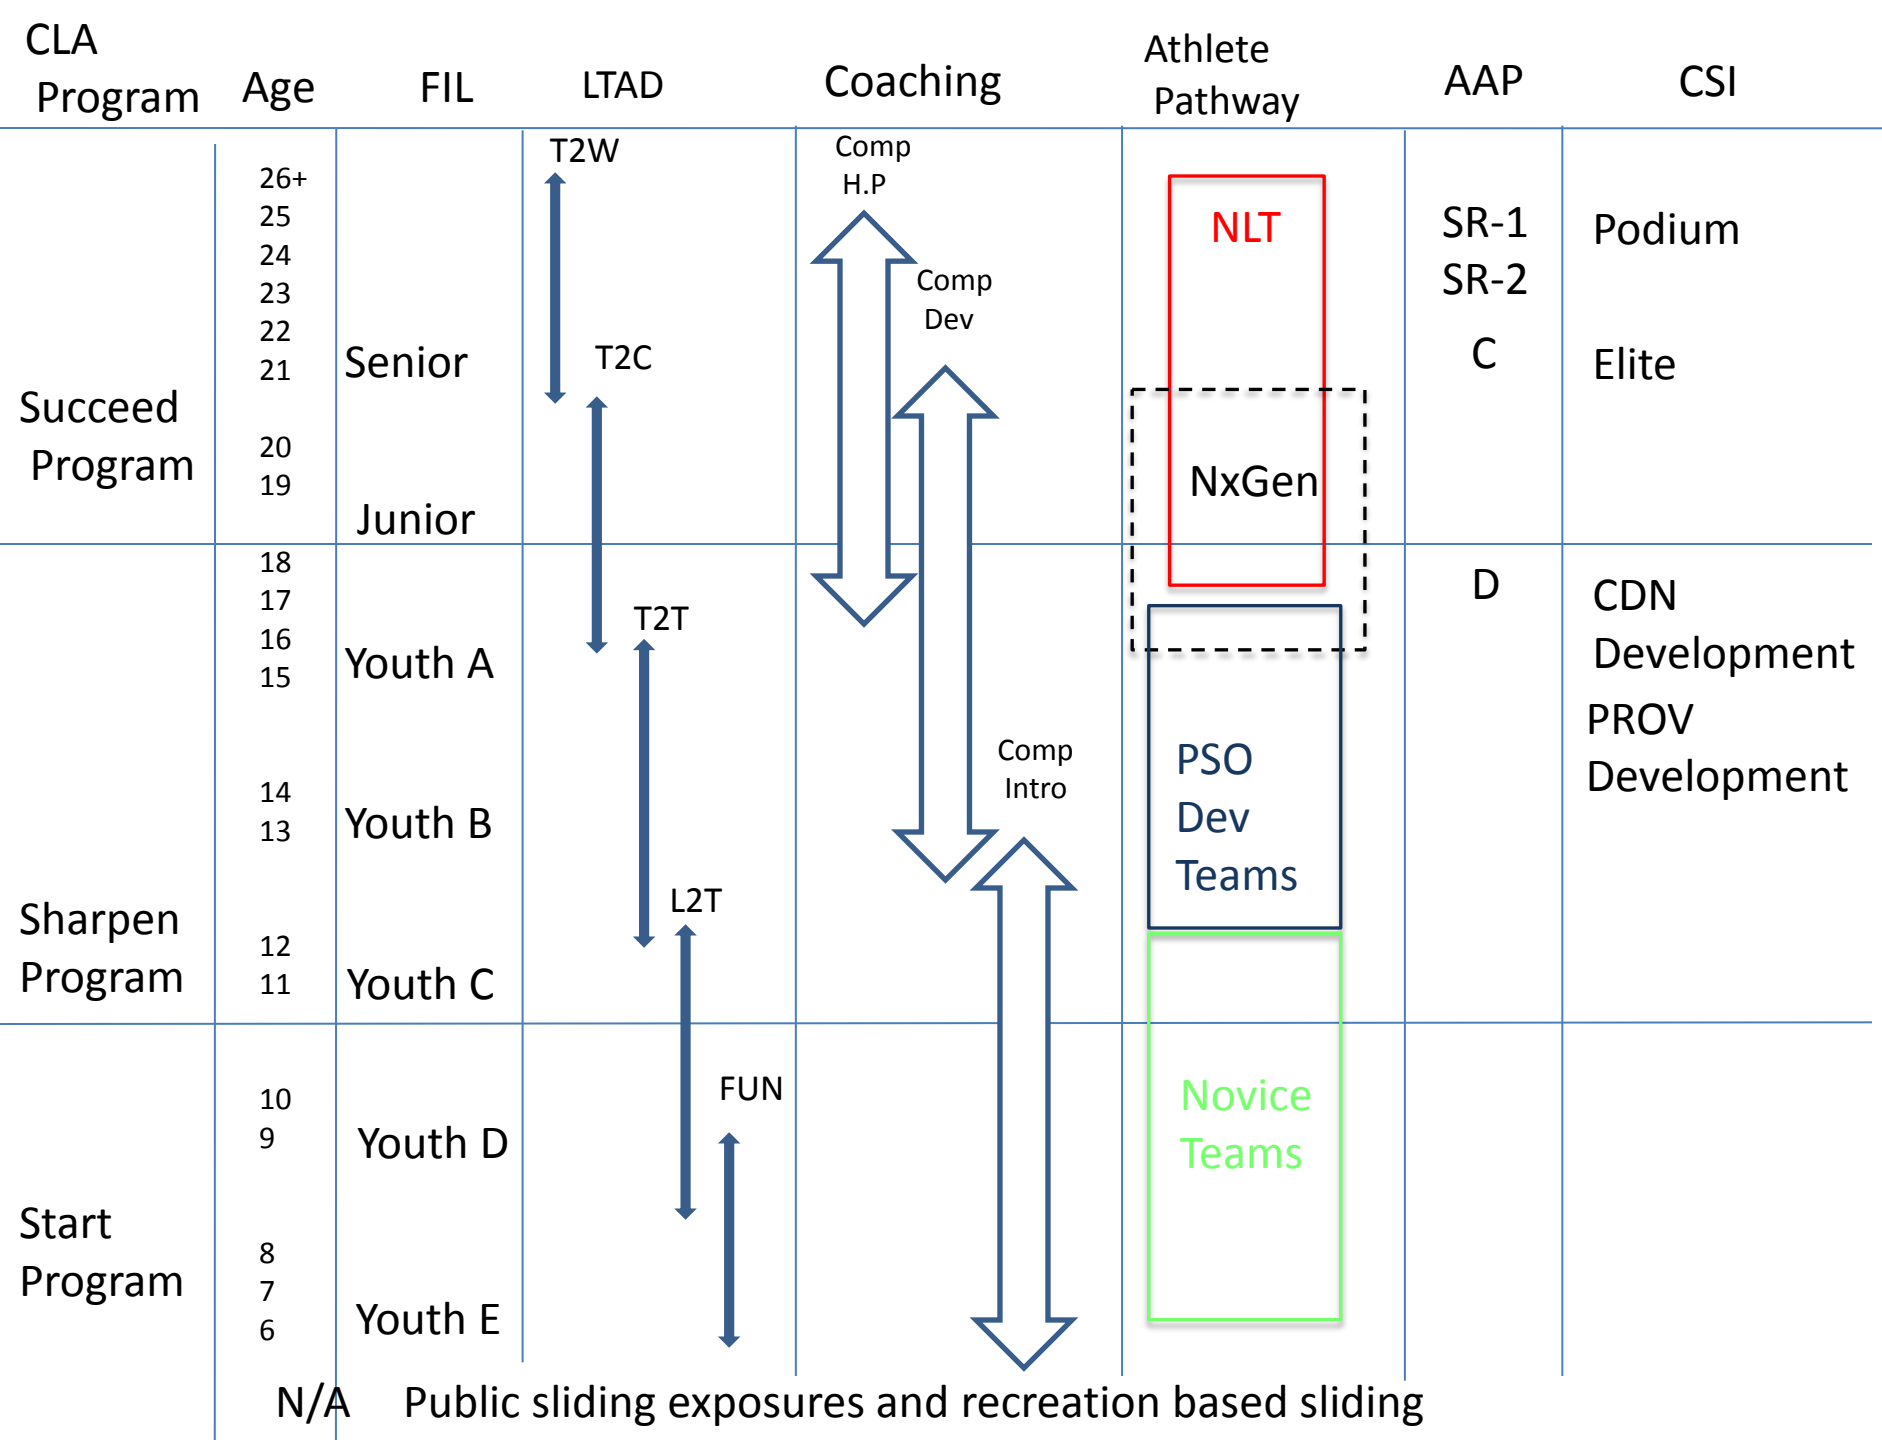 CLA
Program
Age
FIL
LTAD
Coaching
Athlete
Pathway
AAP
CSI
Succeed
Program
26+
25
24
23
22
21
20
19
Senior
Junior
T2W
T2C
Comp
H.P
Comp
Dev
NLT
NxGen
SR-1
SR-2
C
Podium
Elite
Sharpen
Program
18
17
16
15
14
13
12
11
Youth A
Youth B
Youth C
T2T
L2T
Comp
Intro
PSO
Dev
Teams
D
CDN
Development
PROV
Development
Start
Program
10
9
8
7
6
Youth D
Youth E
FUN
Novice
Teams
N/A Public sliding exposures and recreation based sliding